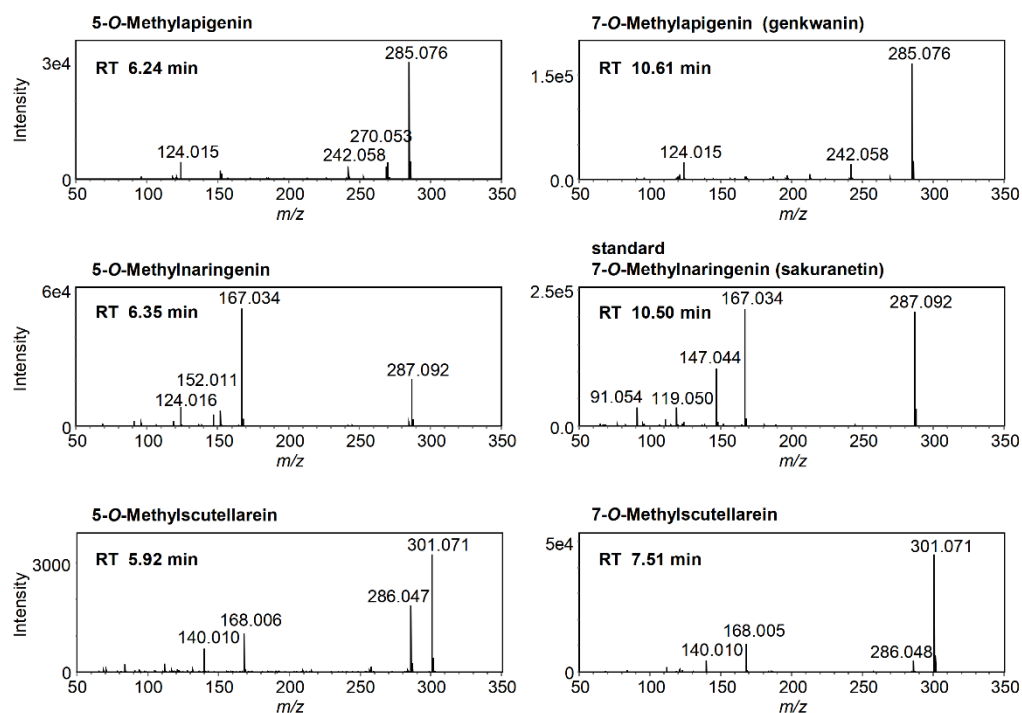 5-O-Methylapigenin
3e4
RT 6.24 min
285.076
270.053
242.058
124.015
0
Intensity
50 100 150 200 250 300 350
m/z
7-O-Methylapigenin (genkwanin)
1.5e5
RT 10.61 min
285.076
124.015
242.058
0
50 100 150 200 250 300 350
m/z
5-O-Methylnaringenin
6e4
RT 6.35 min
167.034
287.092
152.011
124.016
0
Intensity
50 100 150 200 250 300 350
m/z
standard
7-O-Methylnaringenin (sakuranetin)
2.5e5
RT 10.50 min
167.034
287.092
147.044
91.054
119.050
0.0
50 100 150 200 250 300 350
m/z
5-O-Methylscutellarein
3000
RT 5.92 min
301.071
286.047
168.006
140.010
0
Intensity
50 100 150 200 250 300 350
m/z
7-O-Methylscutellarein
5e4
RT 7.51 min
301.071
168.005
140.010
286.048
0
50 100 150 200 250 300 350
m/z